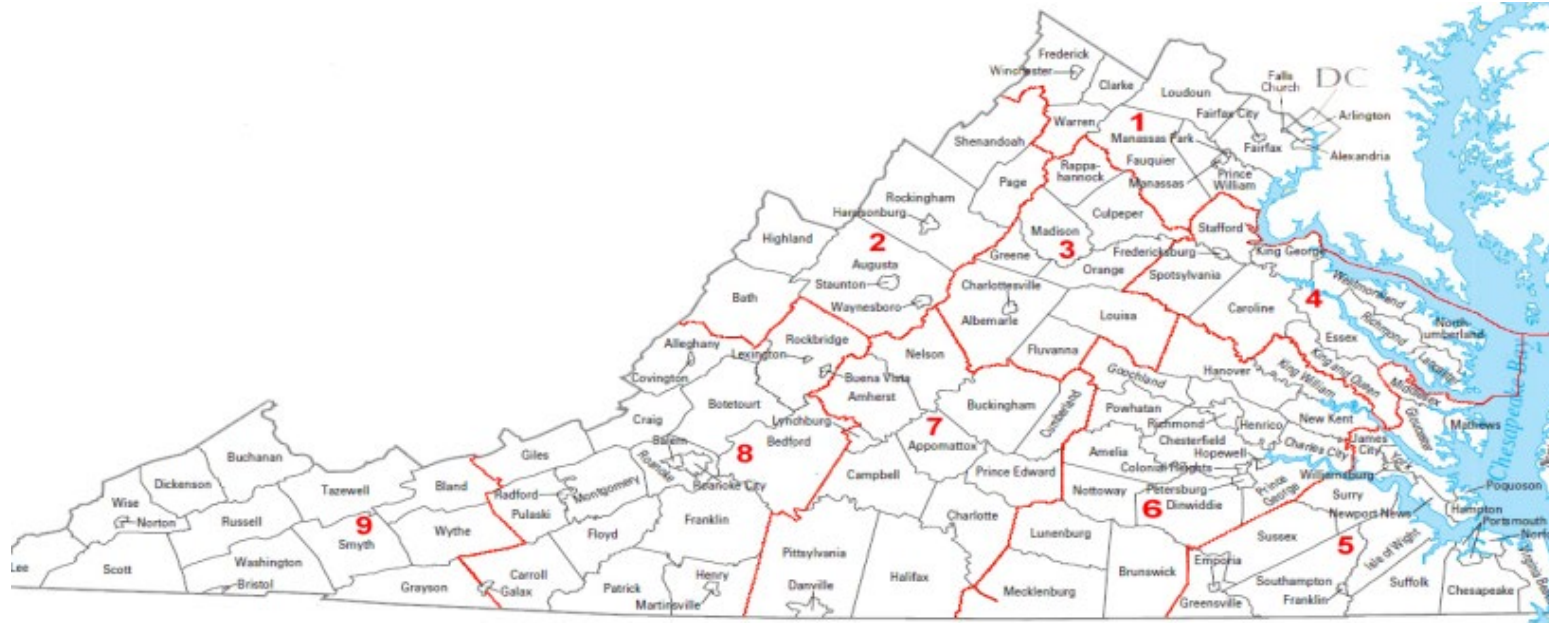 Frederick
Winchester
Clarke
Loudoun
Falls
Church
DC
Arlington
Fairfax City
Warren
1
Manassas Park
Fairfax
Alexandria
Shenandoah
Fauquier
Rappa-
hannock
Manassas
Prince
William
Page
Rockingham
Harrisonburg
Culpeper
Madison
Stafford
Highland
2
3
Fredericksburg
King George
Greene
Orange
Augusta
Spotsylvania
Staunton
Charlottesville
Westmoreland
Bath
Waynesboro
Albemarle
Louisa
Caroline
4
Richmond
North-
umberland
Alleghany
Rockbridge
Essex
Lexington
Nelson
Fluvanna
Lancaster
Covington
Buena Vista
Goochland
Hanover
King William
King and Queen
Middlesex
Amherst
Craig
Botetourt
Buckingham
Cumberland
Powhatan
New Kent
Gloucester
Mathews
Chesapeake Bay
Lynchburg
Richmond
Henrico
Salem
Bedford
7
Appomattox
Amelia
Chesterfield
Hopewell
Charles City
James
City
York
Buchanan
Giles
Roanoke
8
Colonial Heights
Williamsburg
Dickenson
Tazewell
Bland
Radford
Montgomery
Roanoke City
Campbell
Prince Edward
Nottoway
Petersburg
Dinwiddie
Prince
George
Surry
Poquoson
Wise
Norton
Russell
9
Wythe
Pulaski
Franklin
Charlotte
6
Newport News
Hampton
Portsmouth
Norfo
Smyth
Floyd
Lunenburg
Sussex
5
Isle of Wight
Pittsylvania
Lee
Scott
Washington
Bristol
Grayson
Carroll
Galax
Patrick
Henry
Martinsville
Danville
Halifax
Mecklenburg
Brunswick
Emporia
Greensville
Southampton
Franklin
Suffolk
Chesapeake
Virginia Beac